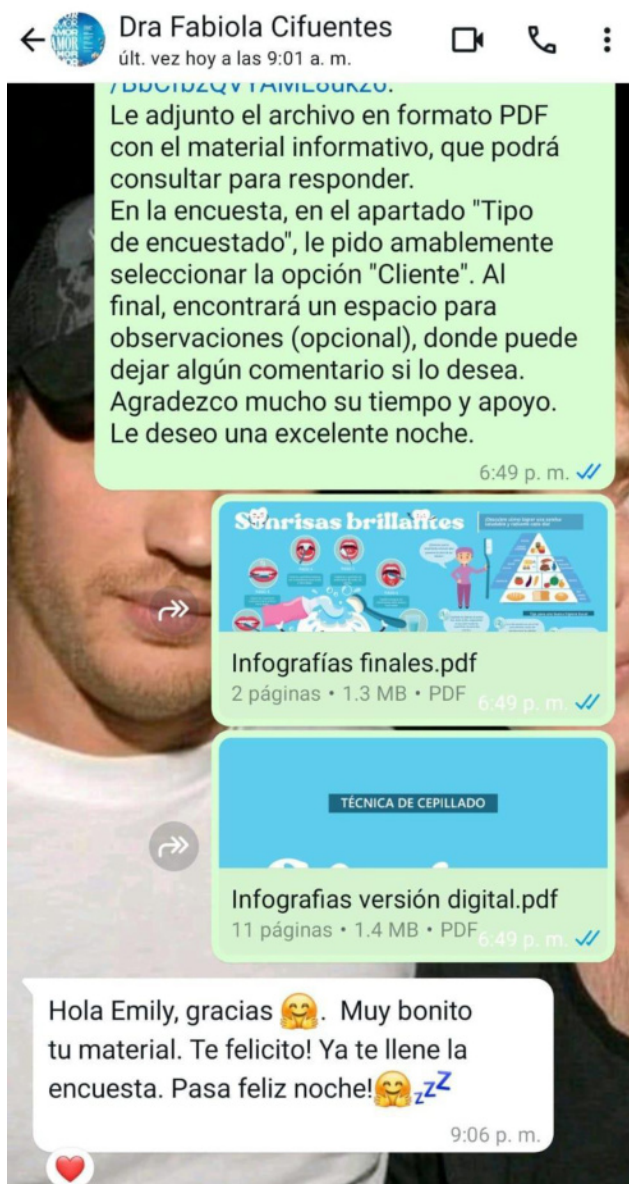 Dra Fabiola Cifuentes
últ. vez hoy a las 9:01 a. m.
Le adjunto el archivo en formato PDF
con el material informativo, que podrá
consultar para responder.
En la encuesta, en el apartado "Tipo
de encuestado", le pido amablemente
seleccionar la opción "Cliente". Al
final, encontrará un espacio para
observaciones (opcional), donde puede
dejar algún comentario si lo desea.
Agradezco mucho su tiempo y apoyo.
Le deseo una excelente noche.
6:49 p. m.
Sonrisas brillantes
Infografías finales.pdf
2 páginas • 1.3 MB • PDF
6:49 p. m.
TÉCNICA DE CEPILLADO
Infografias versión digital.pdf
11 páginas • 1.4 MB • PDF
6:49 p. m.
Hola Emily, gracias 🤗. Muy bonito
tu material. Te felicito! Ya te llene la
encuesta. Pasa feliz noche!🤗💤
9:06 p. m.